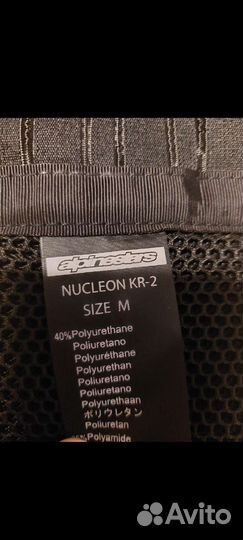 alpinestars
NUCLEON KR-2
SIZE M
40% Polyurethane
Poliuretano
Polyuréthane
Polyurethan
Poliuretano
Poliuretano
Polyurethaan
ポリウレタン
Poliuretan
Polyamide
Avito